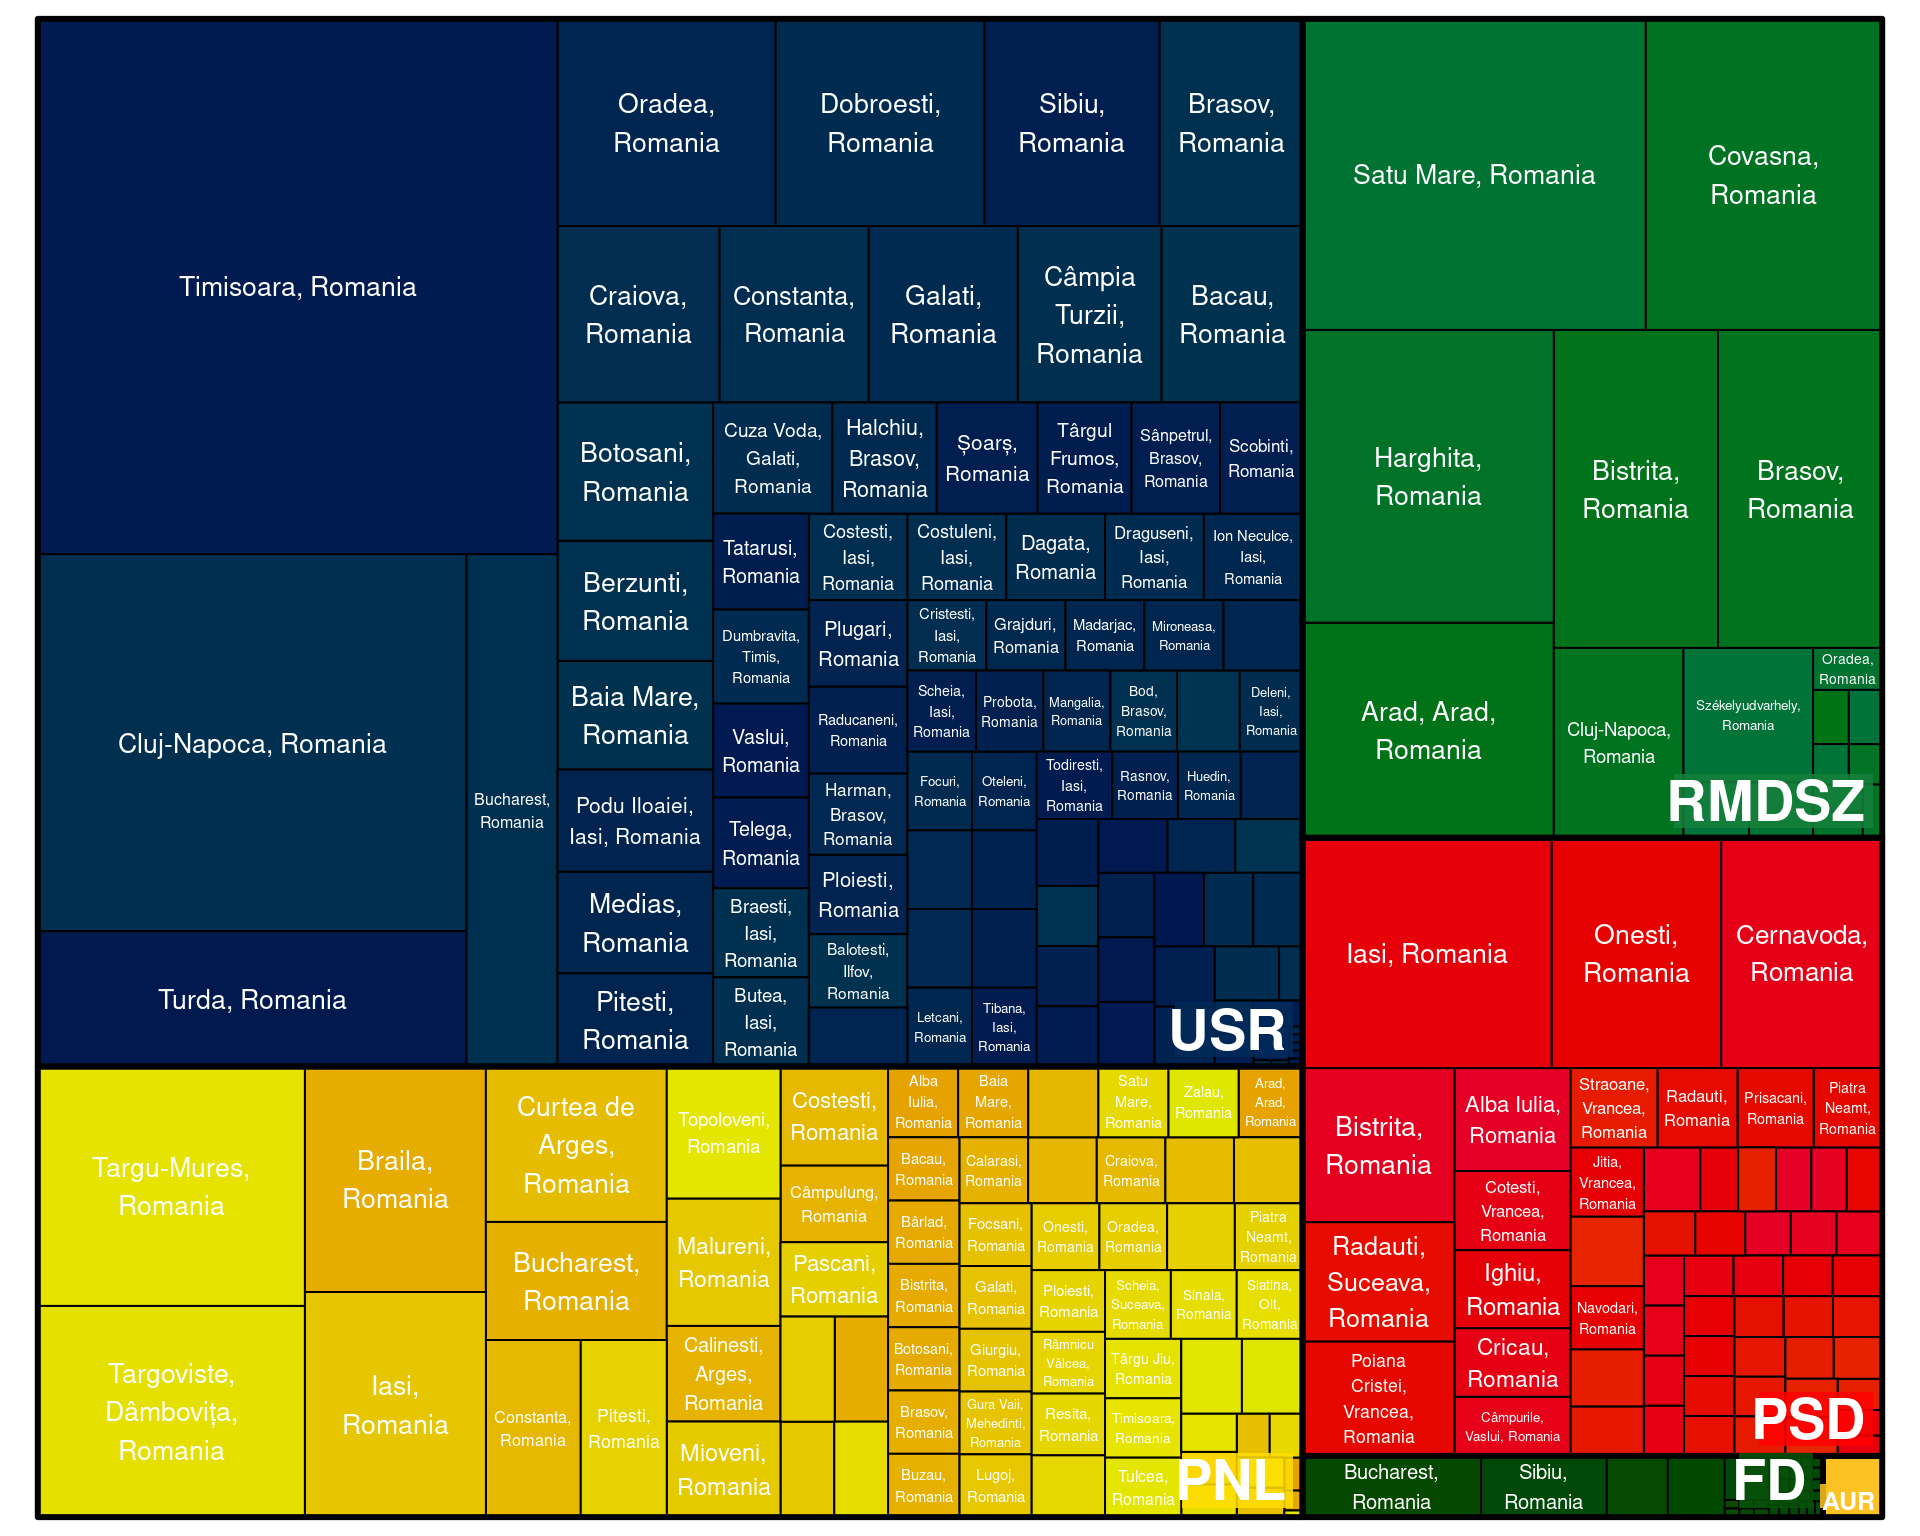 Timisoara, Romania
Cluj-Napoca, Romania
Turda, Romania
Bucharest,
Romania
Oradea,
Romania
Dobroesti,
Romania
Sibiu,
Romania
Brasov,
Romania
Craiova,
Romania
Constanta,
Romania
Galati,
Romania
Câmpia
Turzii,
Romania
Bacau,
Romania
Botosani,
Romania
Berzunti,
Romania
Baia Mare,
Romania
Podu Iloaiei,
Iasi, Romania
Medias,
Romania
Pitesti,
Romania
Cuza Voda,
Galati,
Romania
Halchiu,
Brasov,
Romania
Șoarș,
Romania
Târgul
Frumos,
Romania
Sânpetrul,
Brasov,
Romania
Scobinti,
Romania
Tatarusi,
Romania
Dumbravita,
Timis,
Romania
Vaslui,
Romania
Telega,
Romania
Braesti,
Iasi,
Romania
Butea,
Iasi,
Romania
Costesti,
Iasi,
Romania
Plugari,
Romania
Raducaneni,
Romania
Harman,
Brasov,
Romania
Ploiesti,
Romania
Balotesti,
Ilfov,
Romania
Costuleni,
Iasi,
Romania
Dagata,
Romania
Draguseni,
Iasi,
Romania
Ion Neculce,
Iasi,
Romania
Cristesti,
Iasi,
Romania
Grajduri,
Romania
Madarjac,
Romania
Mironeasa,
Romania
Scheia,
Iasi,
Romania
Probota,
Romania
Mangalia,
Romania
Bod,
Brasov,
Romania
Deleni,
Iasi,
Romania
Focuri,
Romania
Oteleni,
Romania
Todiresti,
Iasi,
Romania
Rasnov,
Romania
Huedin,
Romania
Letcani,
Romania
Tibana,
Iasi,
Romania
USR
Satu Mare, Romania
Covasna,
Romania
Harghita,
Romania
Bistrita,
Romania
Brasov,
Romania
Arad, Arad,
Romania
Cluj-Napoca,
Romania
Székelyudvarhely,
Romania
Oradea,
Romania
RMDSZ
Iasi, Romania
Onesti,
Romania
Cernavoda,
Romania
Bistrita,
Romania
Radauti,
Suceava,
Romania
Poiana
Cristei,
Vrancea,
Romania
Alba Iulia,
Romania
Cotesti,
Vrancea,
Romania
Ighiu,
Romania
Cricau,
Romania
Câmpurile,
Vaslui, Romania
Straoane,
Vrancea,
Romania
Radauti,
Romania
Prisacani,
Romania
Piatra
Neamt,
Romania
Jitia,
Vrancea,
Romania
Navodari,
Romania
PSD
Targu-Mures,
Romania
Targoviste,
Dâmbovița,
Romania
Braila,
Romania
Iasi,
Romania
Curtea de
Arges,
Romania
Bucharest,
Romania
Constanta,
Romania
Pitesti,
Romania
Topoloveni,
Romania
Malureni,
Romania
Calinesti,
Arges,
Romania
Mioveni,
Romania
Costesti,
Romania
Câmpulung,
Romania
Pascani,
Romania
Alba
Iulia,
Romania
Bacau,
Romania
Bârlad,
Romania
Bistrita,
Romania
Botosani,
Romania
Brasov,
Romania
Buzau,
Romania
Baia
Mare,
Romania
Calarasi,
Romania
Focsani,
Romania
Galati,
Romania
Giurgiu,
Romania
Gura Vaii,
Mehedinti,
Romania
Lugoj,
Romania
Satu
Mare,
Romania
Zalau,
Romania
Arad,
Arad,
Romania
Craiova,
Romania
Onesti,
Romania
Oradea,
Romania
Piatra
Neamt,
Romania
Ploiesti,
Romania
Scheia,
Suceava,
Romania
Sinaia,
Romania
Slatina,
Olt,
Romania
Râmnicu
Vâlcea,
Romania
Târgu Jiu,
Romania
Resita,
Romania
Timisoara,
Romania
Tulcea,
Romania
PNL
Bucharest,
Romania
Sibiu,
Romania
FD
AUR